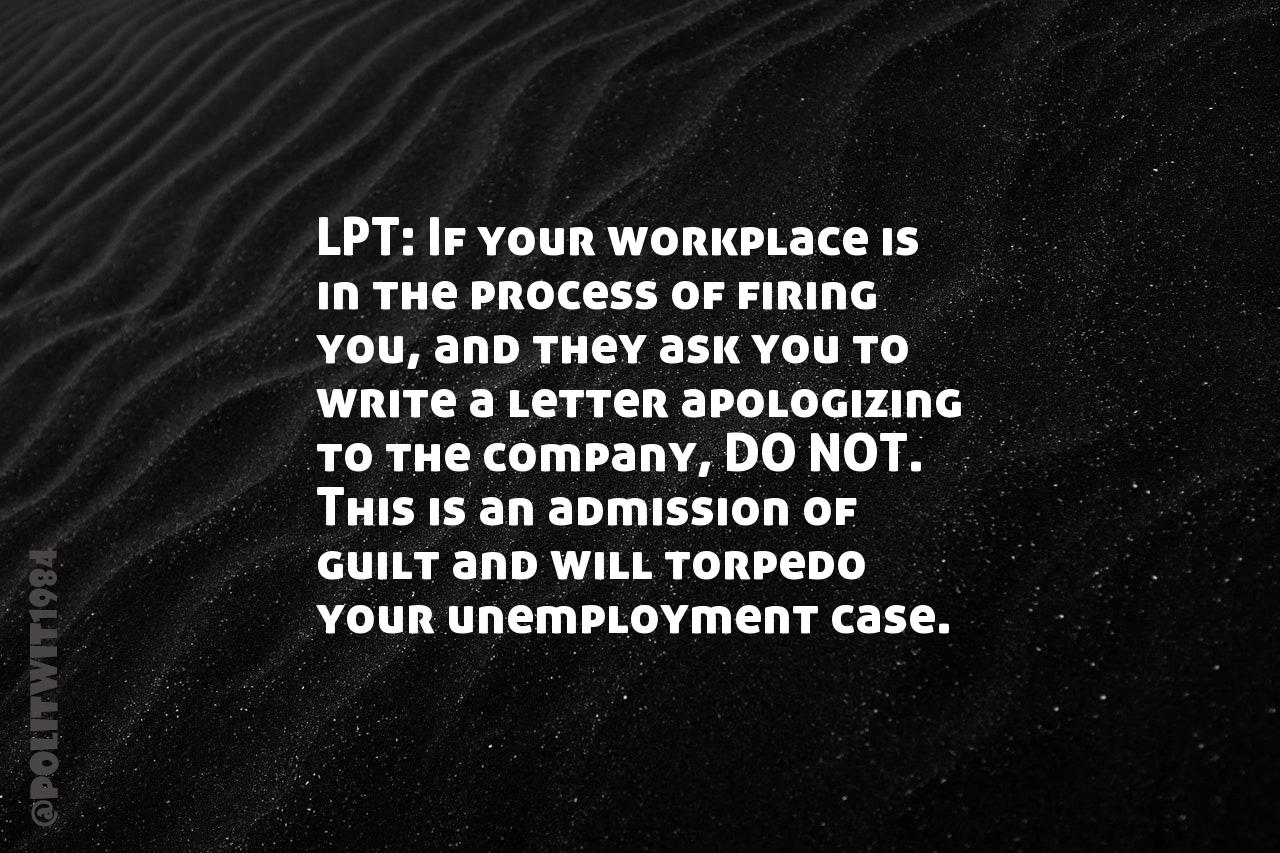 LPT: If your workplace is
in the process of firing
you, and they ask you to
write a letter apologizing
to the company, DO NOT.
This is an admission of
guilt and will torpedo
your unemployment case.
@POLITWIT1984